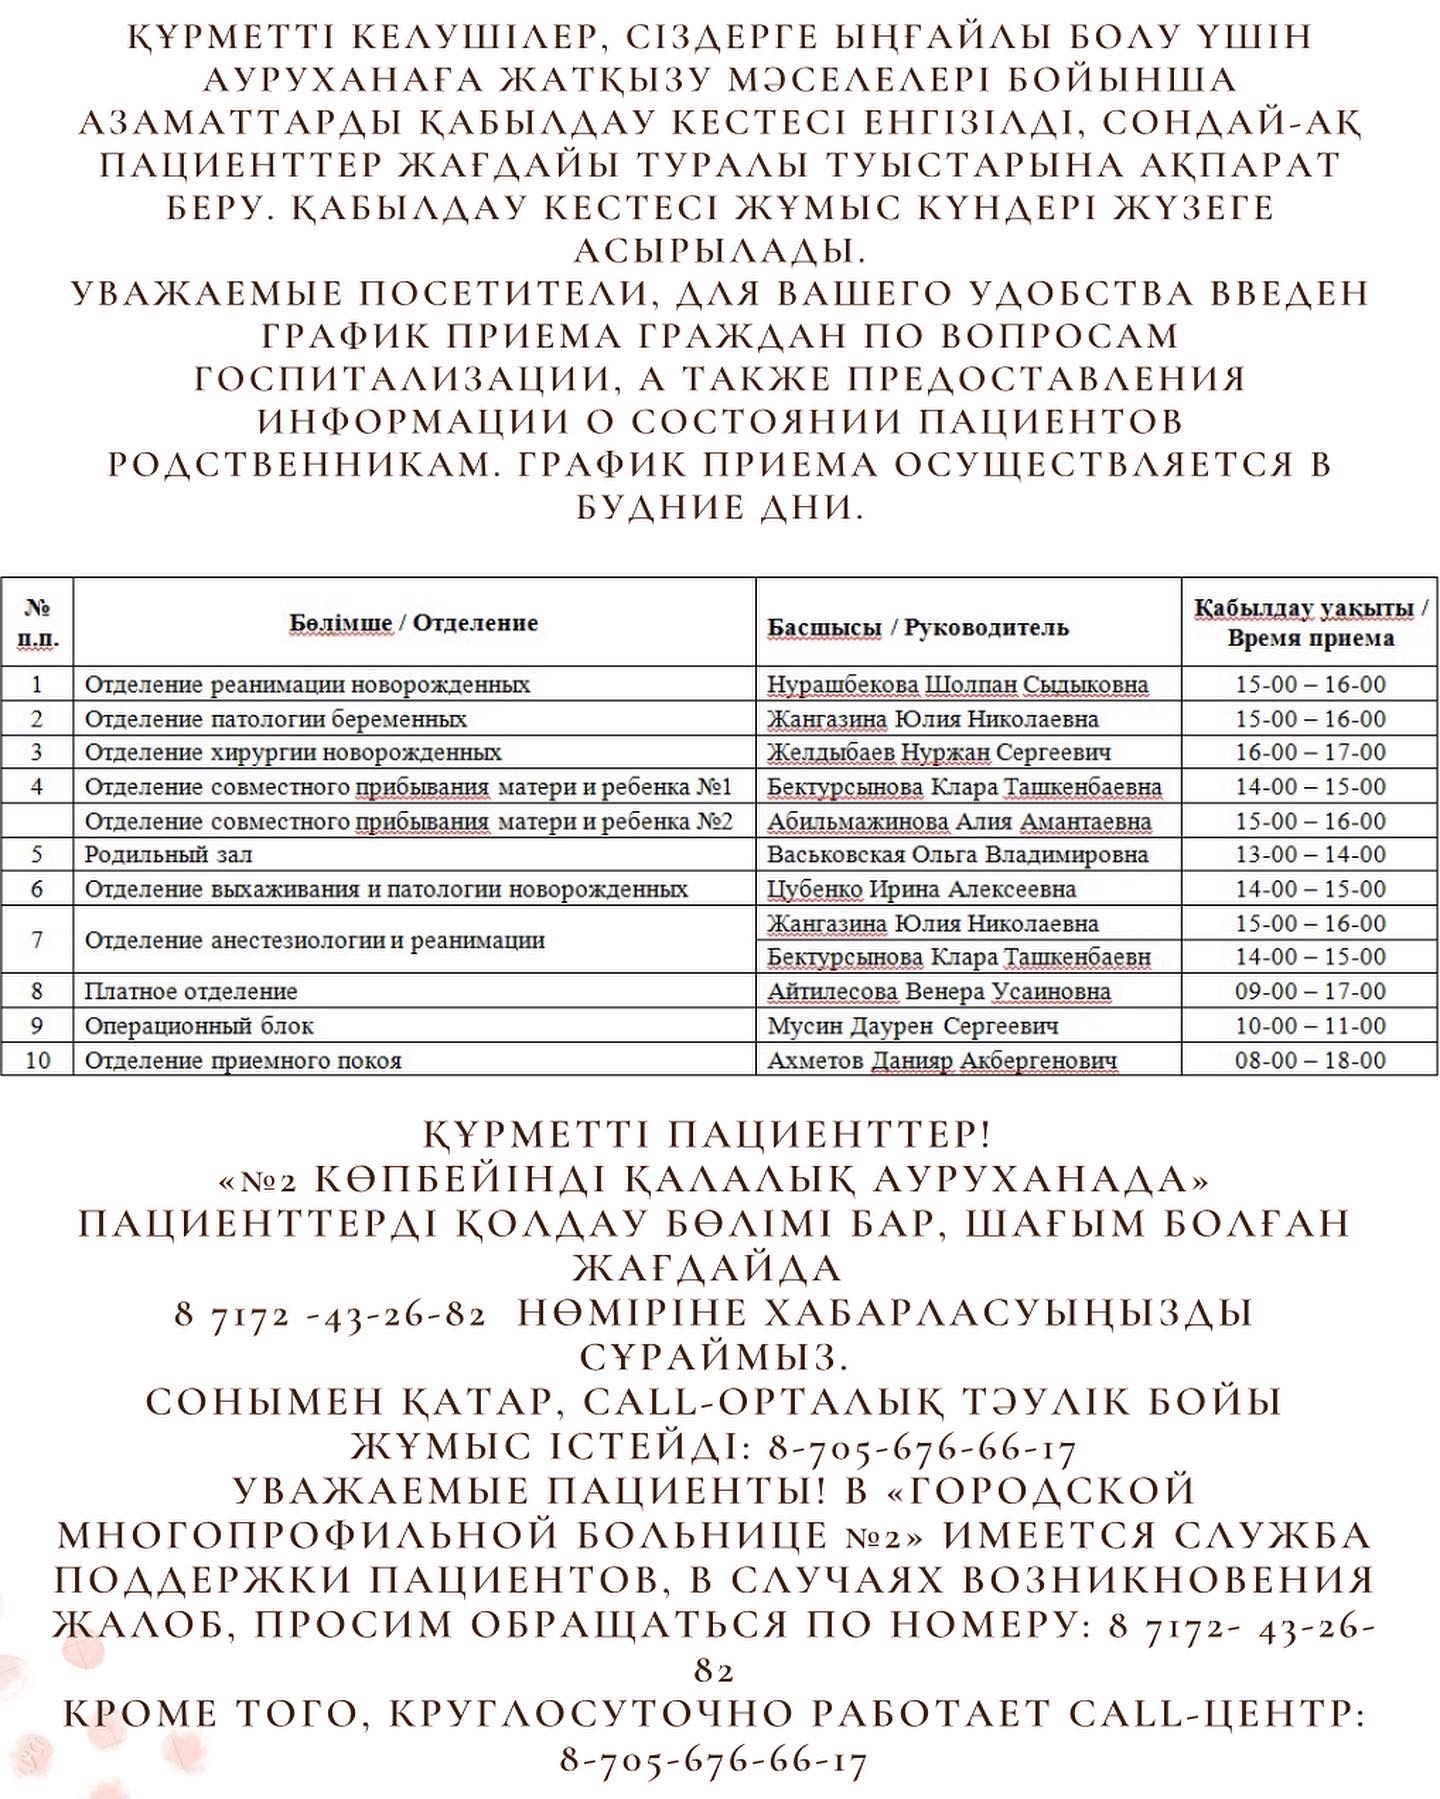 ҚҰРМЕТТІ КЕЛУШІЛЕР, СІЗДЕРГЕ ЫҢҒАЙЛЫ БОЛУ ҮШІН
АУРУХАНАҒА ЖАТҚЫЗУ МӘСЕЛЕЛЕРІ БОЙЫНША
АЗАМАТТАРДЫ ҚАБЫЛДАУ КЕСТЕСІ ЕНГІЗІЛДІ, СОНДАЙ-АҚ
ПАЦИЕНТТЕР ЖАҒДАЙЫ ТУРАЛЫ ТУЫСТАРЫНА АҚПАРАТ
БЕРУ. ҚАБЫЛДАУ КЕСТЕСІ ЖҰМЫС КҮНДЕРІ ЖҮЗЕГЕ
АСЫРЫЛАДЫ.
УВАЖАЕМЫЕ ПОСЕТИТЕЛИ, ДЛЯ ВАШЕГО УДОБСТВА ВВЕДЕН
ГРАФИК ПРИЕМА ГРАЖДАН ПО ВОПРОСАМ
ГОСПИТАЛИЗАЦИИ, А ТАКЖЕ ПРЕДОСТАВЛЕНИЯ
ИНФОРМАЦИИ О СОСТОЯНИИ ПАЦИЕНТОВ
РОДСТВЕННИКАМ. ГРАФИК ПРИЕМА ОСУЩЕСТВЛЯЕТСЯ В
БУДНИЕ ДНИ.
№ п.п. Бөлімше / Отделение Басшысы / Руководитель Қабылдау уақыты / Время приема
1 Отделение реанимации новорожденных Нурашбекова Шолпан Сыдыковна 15-00 – 16-00
2 Отделение патологии беременных Жангазина Юлия Николаевна 15-00 – 16-00
3 Отделение хирургии новорожденных Желдыбаев Нуржан Сергеевич 16-00 – 17-00
4 Отделение совместного прибывания матери и ребенка №1 Бектурсынова Клара Ташкенбаевна 14-00 – 15-00
Отделение совместного прибывания матери и ребенка №2 Абильмажинова Алия Амантаевна 15-00 – 16-00
5 Родильный зал Васьковская Ольга Владимировна 13-00 – 14-00
6 Отделение выхаживания и патологии новорожденных Цубенко Ирина Алексеевна 14-00 – 15-00
7 Отделение анестезиологии и реанимации Жангазина Юлия Николаевна 15-00 – 16-00
Бектурсынова Клара Ташкенбаевн 14-00 – 15-00
8 Платное отделение Айтилесова Венера Усаиновна 09-00 – 17-00
9 Операционный блок Мусин Даурен Сергеевич 10-00 – 11-00
10 Отделение приемного покоя Ахметов Данияр Акбергенович 08-00 – 18-00
ҚҰРМЕТТІ ПАЦИЕНТТЕР!
«№2 КӨПБЕЙІНДІ ҚАЛАЛЫҚ АУРУХАНАДА»
ПАЦИЕНТТЕРДІ ҚОЛДАУ БӨЛІМІ БАР, ШАҒЫМ БОЛҒАН
ЖАҒДАЙДА
8 7172 -43-26-82 НӨМІРІНЕ ХАБАРЛАСУЫҢЫЗДЫ
СҰРАЙМЫЗ.
СОНЫМЕН ҚАТАР, CALL-ОРТАЛЫҚ ТӘУЛІК БОЙЫ
ЖҰМЫС ІСТЕЙДІ: 8-705-676-66-17
УВАЖАЕМЫЕ ПАЦИЕНТЫ! В «ГОРОДСКОЙ
МНОГОПРОФИЛЬНОЙ БОЛЬНИЦЕ №2» ИМЕЕТСЯ СЛУЖБА
ПОДДЕРЖКИ ПАЦИЕНТОВ, В СЛУЧАЯХ ВОЗНИКНОВЕНИЯ
ЖАЛОБ, ПРОСИМ ОБРАЩАТЬСЯ ПО НОМЕРУ: 8 7172- 43-26-
82
КРОМЕ ТОГО, КРУГЛОСУТОЧНО РАБОТАЕТ CALL-ЦЕНТР:
8-705-676-66-17